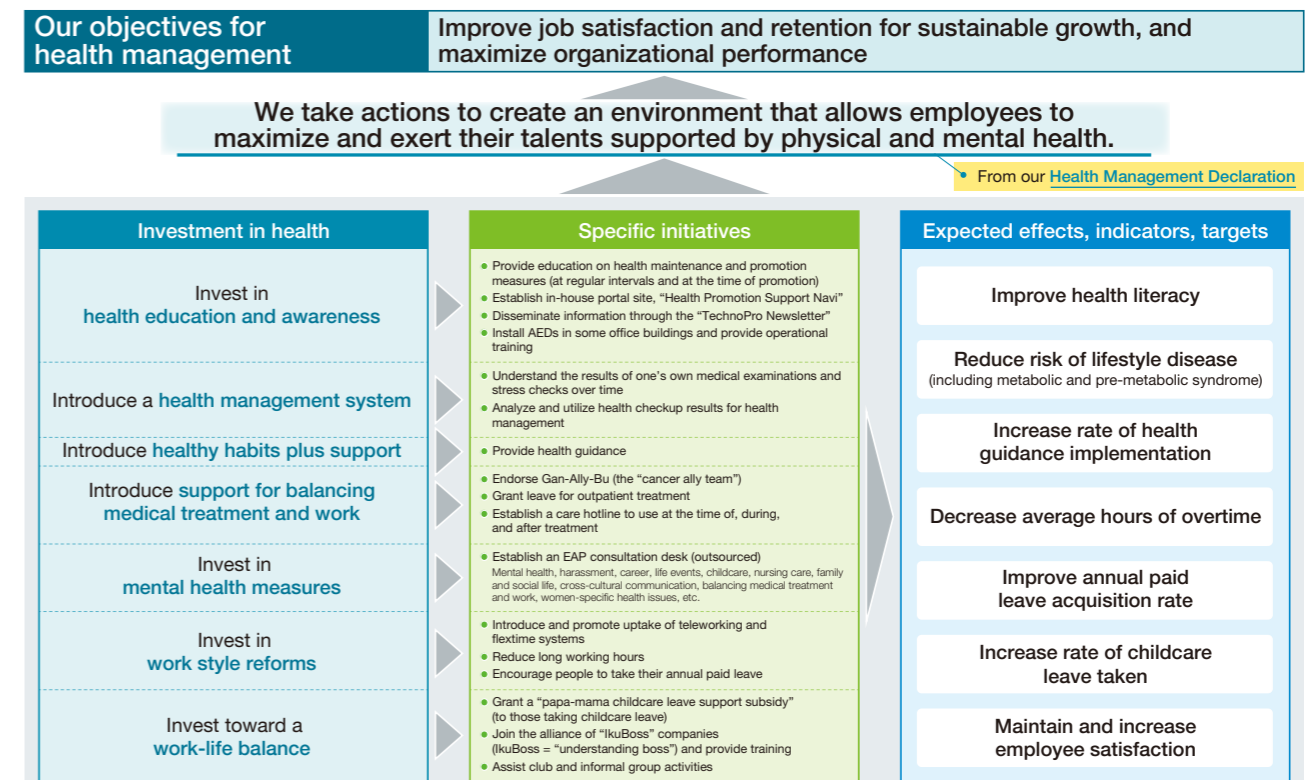 Our objectives for
health management
Improve job satisfaction and retention for sustainable growth, and
maximize organizational performance
We take actions to create an environment that allows employees to
maximize and exert their talents supported by physical and mental health.
From our Health Management Declaration
Investment in health
Invest in
health education and awareness
Introduce a health management system
Introduce healthy habits plus support
Introduce support for balancing
medical treatment and work
Invest in
mental health measures
Invest in
work style reforms
Invest toward a
work-life balance
Specific initiatives
● Provide education on health maintenance and promotion
measures (at regular intervals and at the time of promotion)
● Establish in-house portal site, “Health Promotion Support Navi”
● Disseminate information through the “TechnoPro Newsletter”
● Install AEDs in some office buildings and provide operational
training
● Understand the results of one’s own medical examinations and
stress checks over time
● Analyze and utilize health checkup results for health
management
● Provide health guidance
● Endorse Gan-Ally-Bu (the “cancer ally team”)
● Grant leave for outpatient treatment
● Establish a care hotline to use at the time of, during,
and after treatment
● Establish an EAP consultation desk (outsourced)
Mental health, harassment, career, life events, childcare, nursing care, family
and social life, cross-cultural communication, balancing medical treatment
and work, women-specific health issues, etc.
● Introduce and promote uptake of teleworking and
flextime systems
● Reduce long working hours
● Encourage people to take their annual paid leave
● Grant a “papa-mama childcare leave support subsidy”
(to those taking childcare leave)
● Join the alliance of “IkuBoss” companies
(IkuBoss = “understanding boss”) and provide training
● Assist club and informal group activities
Expected effects, indicators, targets
Improve health literacy
Reduce risk of lifestyle disease
(including metabolic and pre-metabolic syndrome)
Increase rate of health
guidance implementation
Decrease average hours of overtime
Improve annual paid
leave acquisition rate
Increase rate of childcare
leave taken
Maintain and increase
employee satisfaction